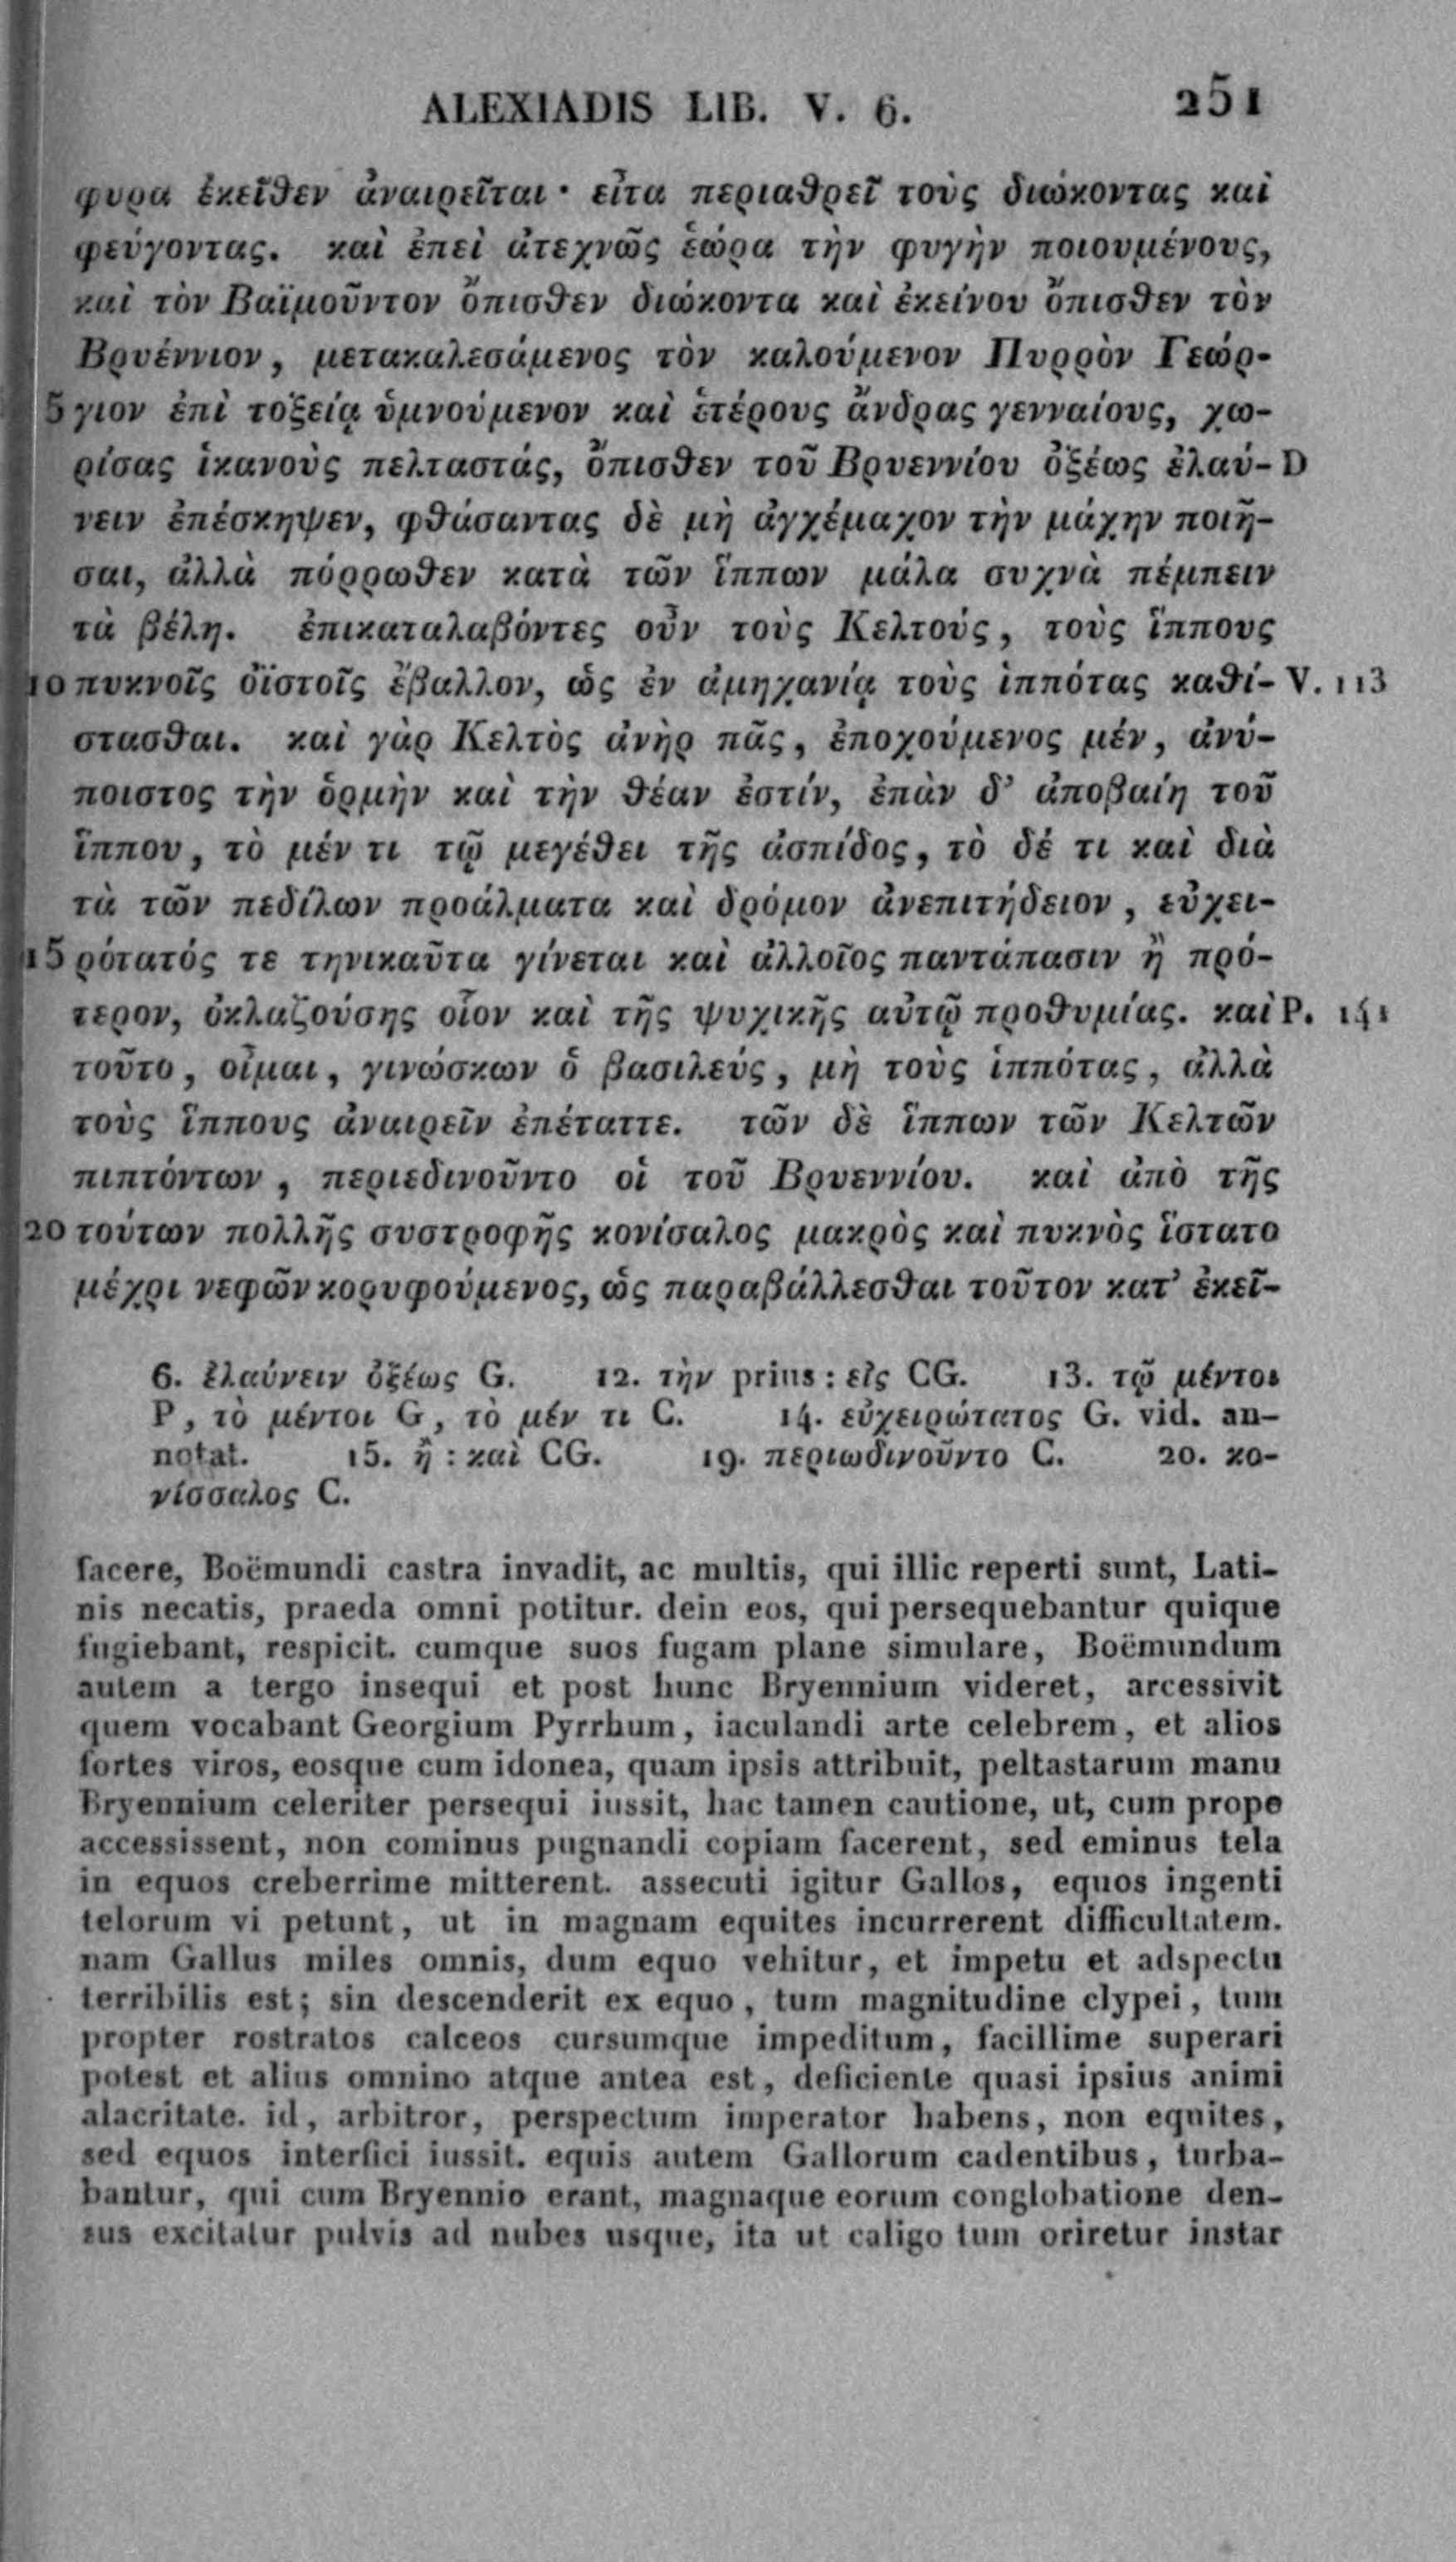 ALEXIADIS LIB. V. 6. 251
φυρα ἐκεῖθεν ἀναιρεῖται· εἶτα περιαθρεῖ τοὺς διώκοντας καὶ
φεύγοντας. καὶ ἐπεὶ ἀτεχνῶς ἑώρα τὴν φυγὴν ποιουμένους,
καὶ τὸν Βαϊμοῦντον ὄπισθεν διώκοντα καὶ ἐκείνου ὄπισθεν τὸν
Βρυέννιον, μετακαλεσάμενος τὸν καλούμενον Πυῤῥὸν Γεώρ-
5 γιον ἐπὶ τοξείᾳ ὑμνούμενον καὶ ἑτέρους ἄνδρας γενναίους, χω-
ρίσας ἱκανοὺς πελταστάς, ὄπισθεν τοῦ Βρυεννίου ὀξέως ἐλαύ- D
νειν ἐπέσκηψεν, φθάσαντας δὲ μὴ ἀγχέμαχον τὴν μάχην ποιῆ-
σαι, ἀλλὰ πόρρωθεν κατὰ τῶν ἵππων μάλα συχνὰ πέμπειν
τὰ βέλη. ἐπικαταλαβόντες οὖν τοὺς Κελτούς, τοὺς ἵππους
10 πυκνοῖς ὀϊστοῖς ἔβαλλον, ὡς ἐν ἀμηχανίᾳ τοὺς ἱππότας καθί- V. 113
στασθαι. καὶ γὰρ Κελτὸς ἀνὴρ πᾶς, ἐποχούμενος μέν, ἀνύ-
ποιστος τὴν ὁρμὴν καὶ τὴν θέαν ἐστίν, ἐπὰν δ' ἀποβαίη τοῦ
ἵππου, τὸ μέν τι τῷ μεγέθει τῆς ἀσπίδος, τὸ δέ τι καὶ διὰ
τὰ τῶν πεδίλων προάλματα καὶ δρόμον ἀνεπιτήδειον, εὐχει-
15 ρότατός τε τηνικαῦτα γίνεται καὶ ἀλλοῖος παντάπασιν ἢ πρό-
τερον, ὀκλαζούσης οἷον καὶ τῆς ψυχικῆς αὐτῷ προθυμίας. καὶ P. 141
τοῦτο, οἶμαι, γινώσκων ὁ βασιλεύς, μὴ τοὺς ἱππότας, ἀλλὰ
τοὺς ἵππους ἀναιρεῖν ἐπέταττε. τῶν δὲ ἵππων τῶν Κελτῶν
πιπτόντων, περιεδινοῦντο οἱ τοῦ Βρυεννίου. καὶ ἀπὸ τῆς
20 τούτων πολλῆς συστροφῆς κονίσαλος μακρὸς καὶ πυκνὸς ἵστατο
μέχρι νεφῶν κορυφούμενος, ὡς παραβάλλεσθαι τοῦτον κατ' ἐκεῖ-
6. ἐλαύνειν ὀξέως G. 12. τὴν prius: εἰς CG. 13. τῷ μέντοι
P, τὸ μέντοι G, τὸ μέν τι C. 14. εὐχειρώτατος G. vid. an-
notat. 15. ἢ: καὶ CG. 19. περιωδινοῦντο C. 20. κο-
νίσσαλος C.
facere, Boëmundi castra invadit, ac multis, qui illic reperti sunt, Lati-
nis necatis, praeda omni potitur. dein eos, qui persequebantur quique
fugiebant, respicit. cumque suos fugam plane simulare, Boëmundum
autem a tergo insequi et post hunc Bryennium videret, arcessivit
quem vocabant Georgium Pyrrhum, iaculandi arte celebrem, et alios
fortes viros, eosque cum idonea, quam ipsis attribuit, peltastarum manu
Bryennium celeriter persequi iussit, hac tamen cautione, ut, cum prope
accessissent, non cominus pugnandi copiam facerent, sed eminus tela
in equos creberrime mitterent. assecuti igitur Gallos, equos ingenti
telorum vi petunt, ut in magnam equites incurrerent difficultatem.
nam Gallus miles omnis, dum equo vehitur, et impetu et adspectu
terribilis est; sin descenderit ex equo, tum magnitudine clypei, tum
propter rostratos calceos cursumque impeditum, facillime superari
potest et alius omnino atque antea est, deficiente quasi ipsius animi
alacritate. id, arbitror, perspectum imperator habens, non equites,
sed equos interfici iussit. equis autem Gallorum cadentibus, turba-
bantur, qui cum Bryennio erant, magnaque eorum conglobatione den-
sus excitatur pulvis ad nubes usque, ita ut caligo tum oriretur instar